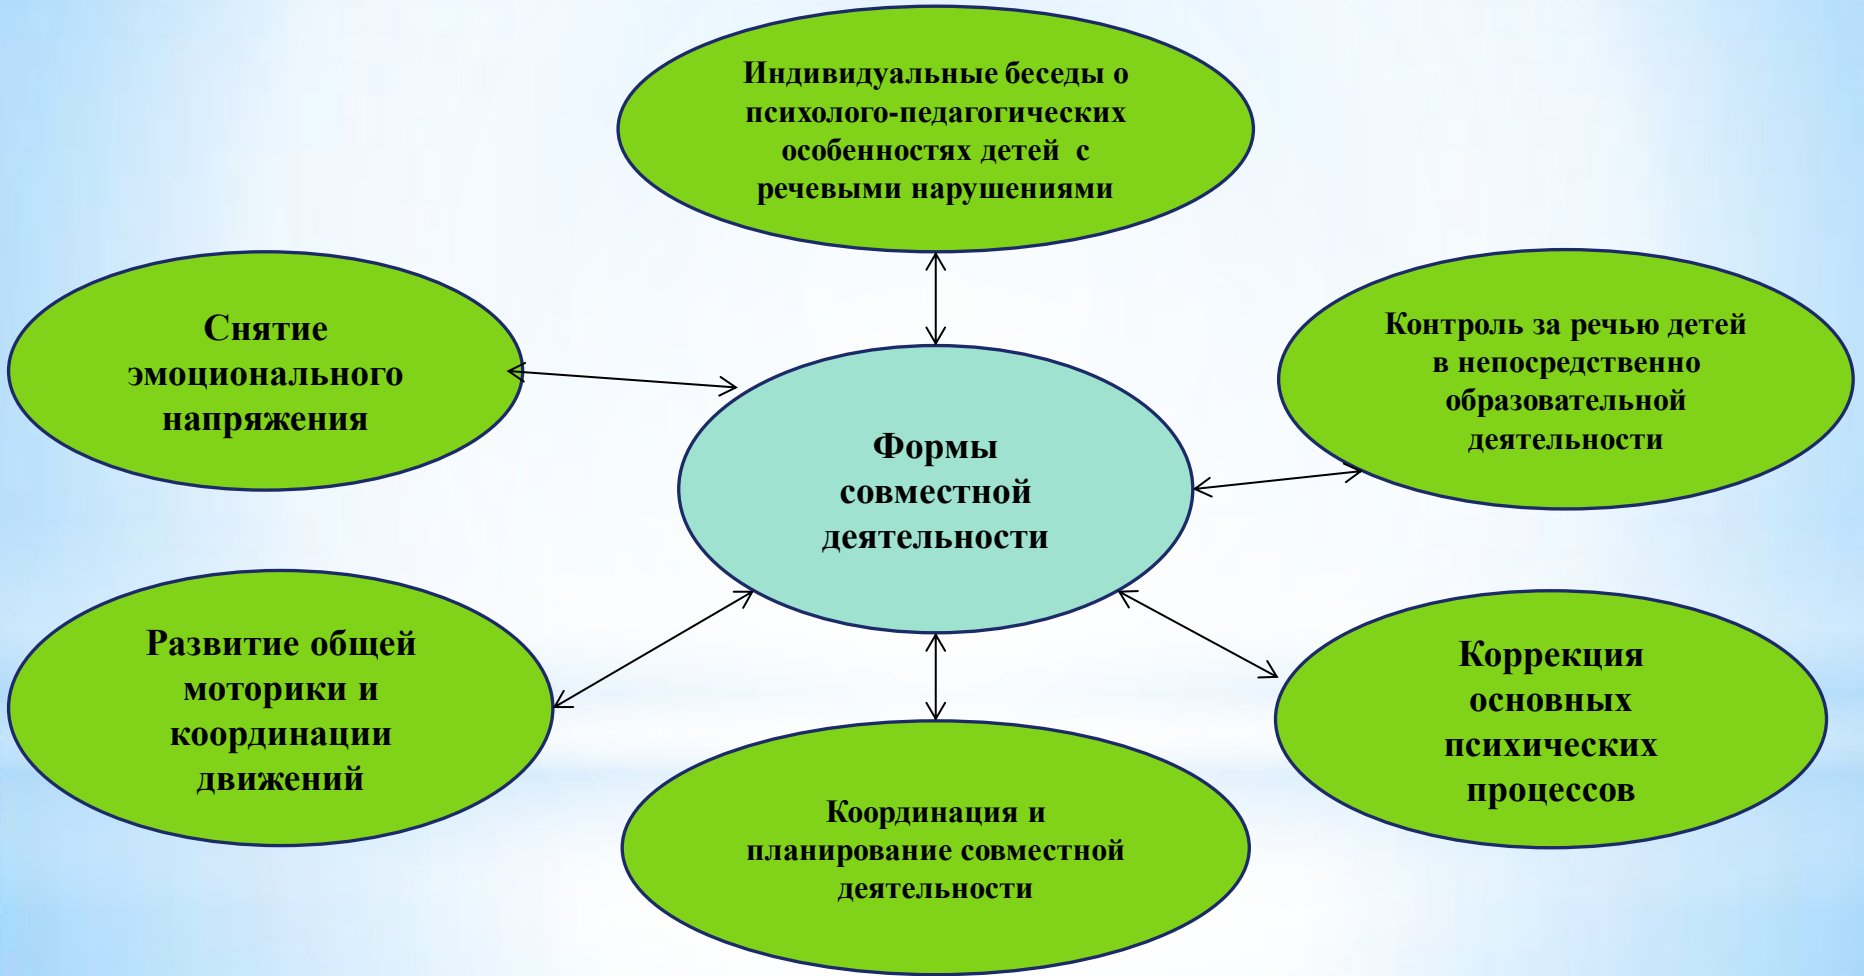 Индивидуальные беседы о
психолого-педагогических
особенностях детей с
речевыми нарушениями
Снятие
эмоционального
напряжения
Контроль за речью детей
в непосредственно
образовательной
деятельности
Формы
совместной
деятельности
Развитие общей
моторики и
координации
движений
Коррекция
основных
психических
процессов
Координация и
планирование совместной
деятельности